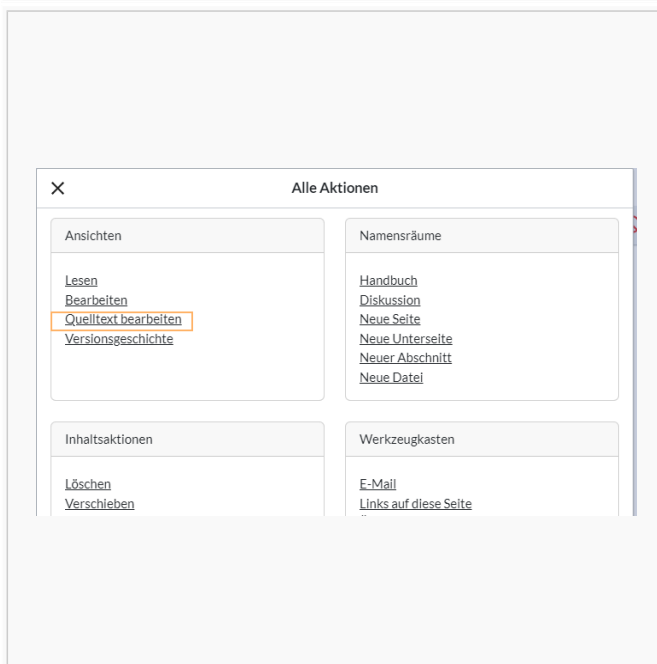 Alle Aktionen
Ansichten
Lesen
Bearbeiten
Quelltext bearbeiten
Versionsgeschichte
Namensräume
Handbuch
Diskussion
Neue Seite
Neue Unterseite
Neuer Abschnitt
Neue Datei
Inhaltsaktionen
Löschen
Verschieben
Werkzeugkasten
E-Mail
Links auf diese Seite